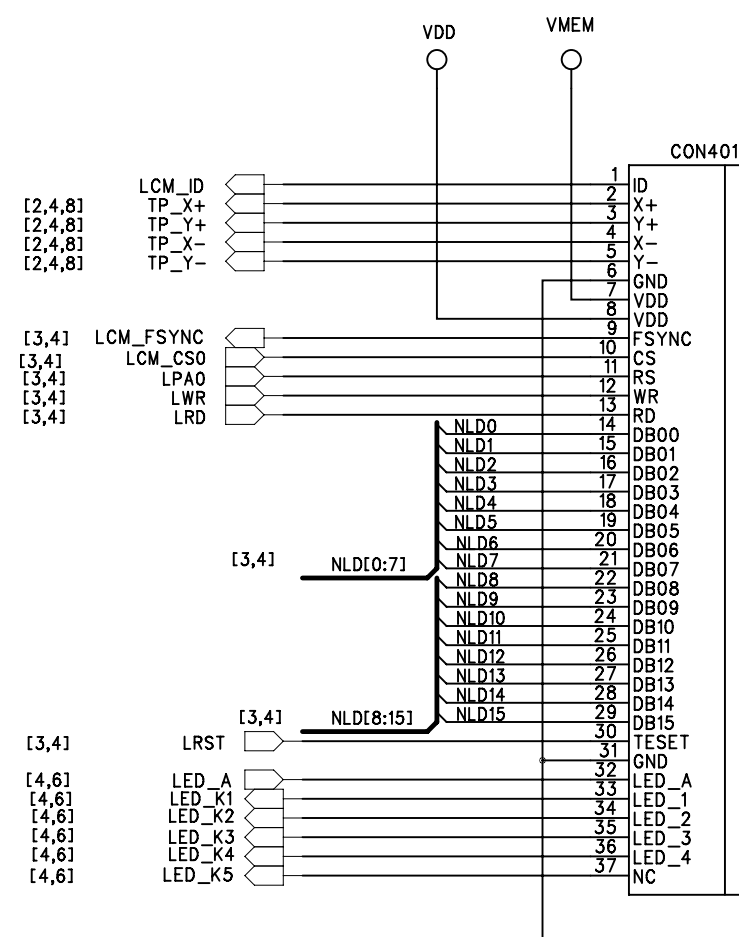 VDD
VMEM
CON401
LCM_ID 1 ID
[2,4,8] TP_X+ 2 X+
[2,4,8] TP_Y+ 3 Y+
[2,4,8] TP_X- 4 X-
[2,4,8] TP_Y- 5 Y-
6 GND
7 VDD
8 VDD
[3,4] LCM_FSYNC 9 FSYNC
[3,4] LCM_CS0 10 CS
[3,4] LPA0 11 RS
[3,4] LWR 12 WR
[3,4] LRD 13 RD
NLD0 14 DB00
NLD1 15 DB01
NLD2 16 DB02
NLD3 17 DB03
NLD4 18 DB04
NLD5 19 DB05
NLD6 20 DB06
[3,4] NLD[0:7] NLD7 21 DB07
NLD8 22 DB08
NLD9 23 DB09
NLD10 24 DB10
NLD11 25 DB11
NLD12 26 DB12
NLD13 27 DB13
NLD14 28 DB14
[3,4] NLD[8:15] NLD15 29 DB15
[3,4] LRST 30 TESET
31 GND
[4,6] LED_A 32 LED_A
[4,6] LED_K1 33 LED_1
[4,6] LED_K2 34 LED_2
[4,6] LED_K3 35 LED_3
[4,6] LED_K4 36 LED_4
[4,6] LED_K5 37 NC